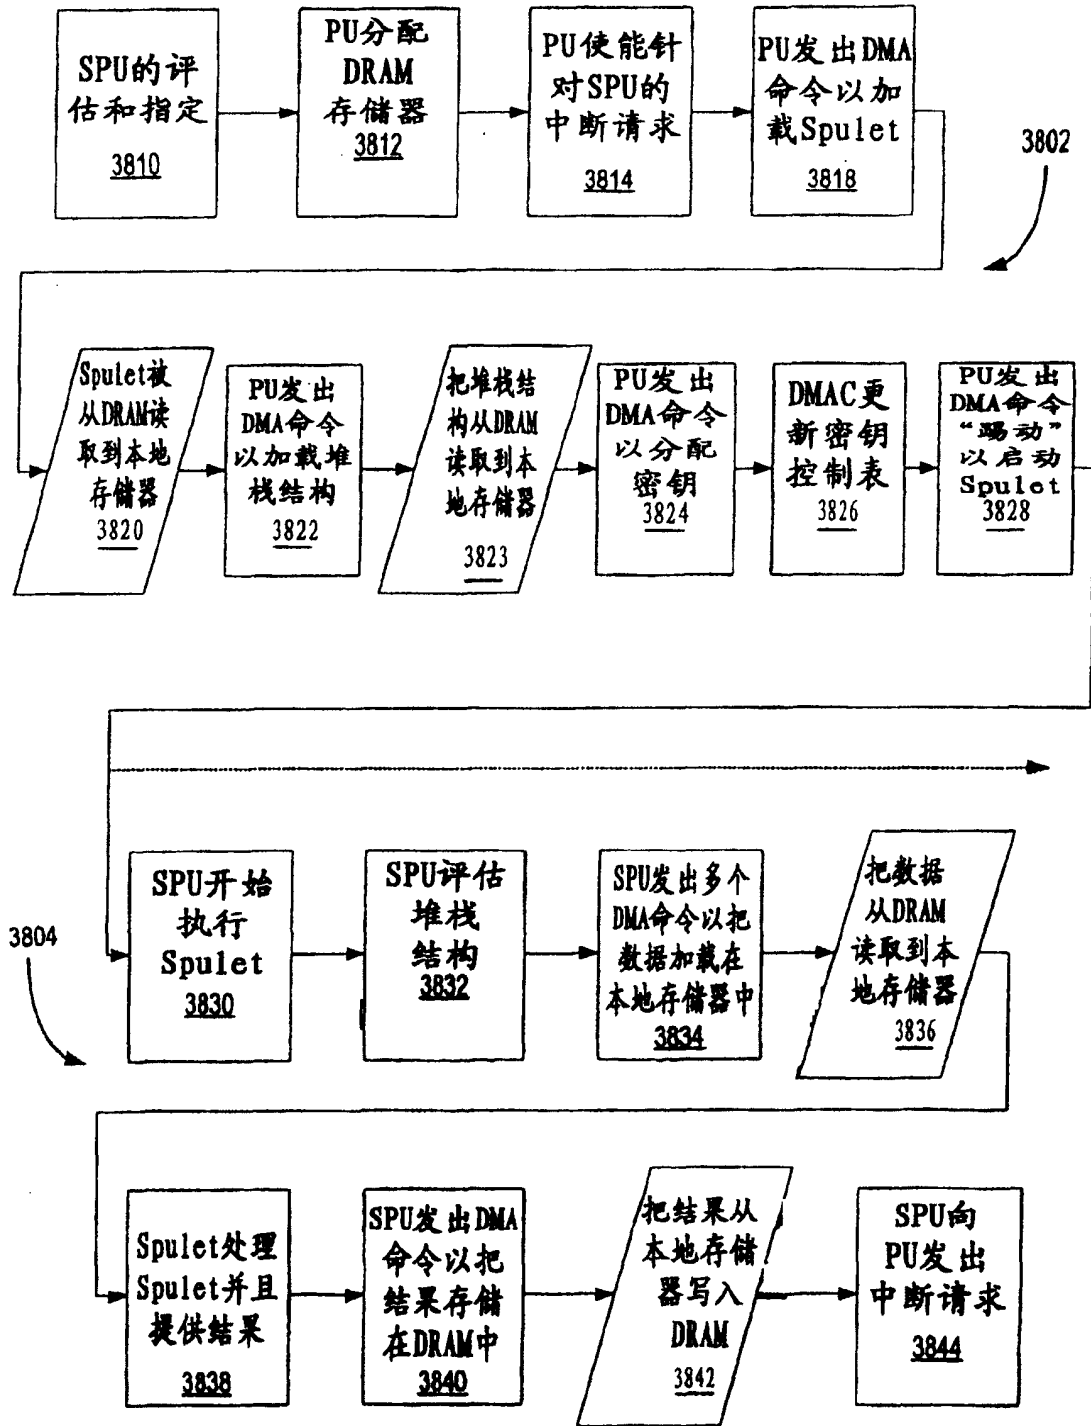 SPU的评
估和指定
3810
PU分配
DRAM
存储器
3812
PU使能针
对SPU的
中断请求
3814
PU发出DMA
命令以加
载Spulet
3818
3802
Spulet被
从DRAM读
取到本地
存储器
3820
PU发出
DMA命令
以加载堆
栈结构
3822
把堆栈结
构从DRAM
读取到本
地存储器
3823
PU发出
DMA命令
以分配
密钥
3824
DMAC更
新密钥
控制表
3826
PU发出
DMA命令
“踢动”
以启动
Spulet
3828
3804
SPU开始
执行
Spulet
3830
SPU评估
堆栈
结构
3832
SPU发出多个
DMA命令以把
数据加载在
本地存储器中
3834
把数据
从DRAM
读取到本
地存储器
3836
Spulet处理
Spulet并且
提供结果
3838
SPU发出DMA
命令以把
结果存储
在DRAM中
3840
把结果从
本地存储
器写入
DRAM
3842
SPU向
PU发出
中断请求
3844